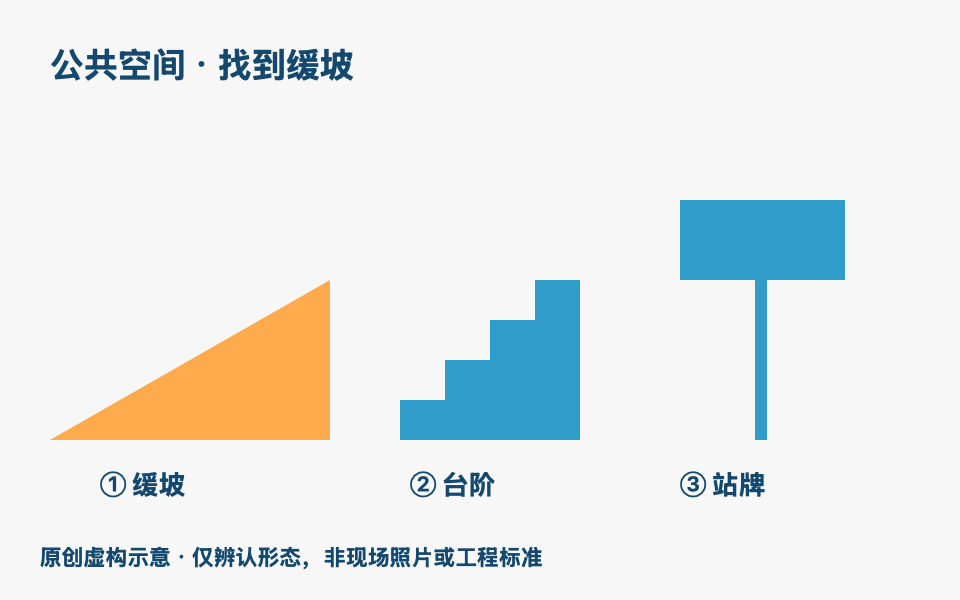 公共空间 · 找到缓坡
① 缓坡
② 台阶
③ 站牌
原创虚构示意 · 仅辨认形态，非现场照片或工程标准